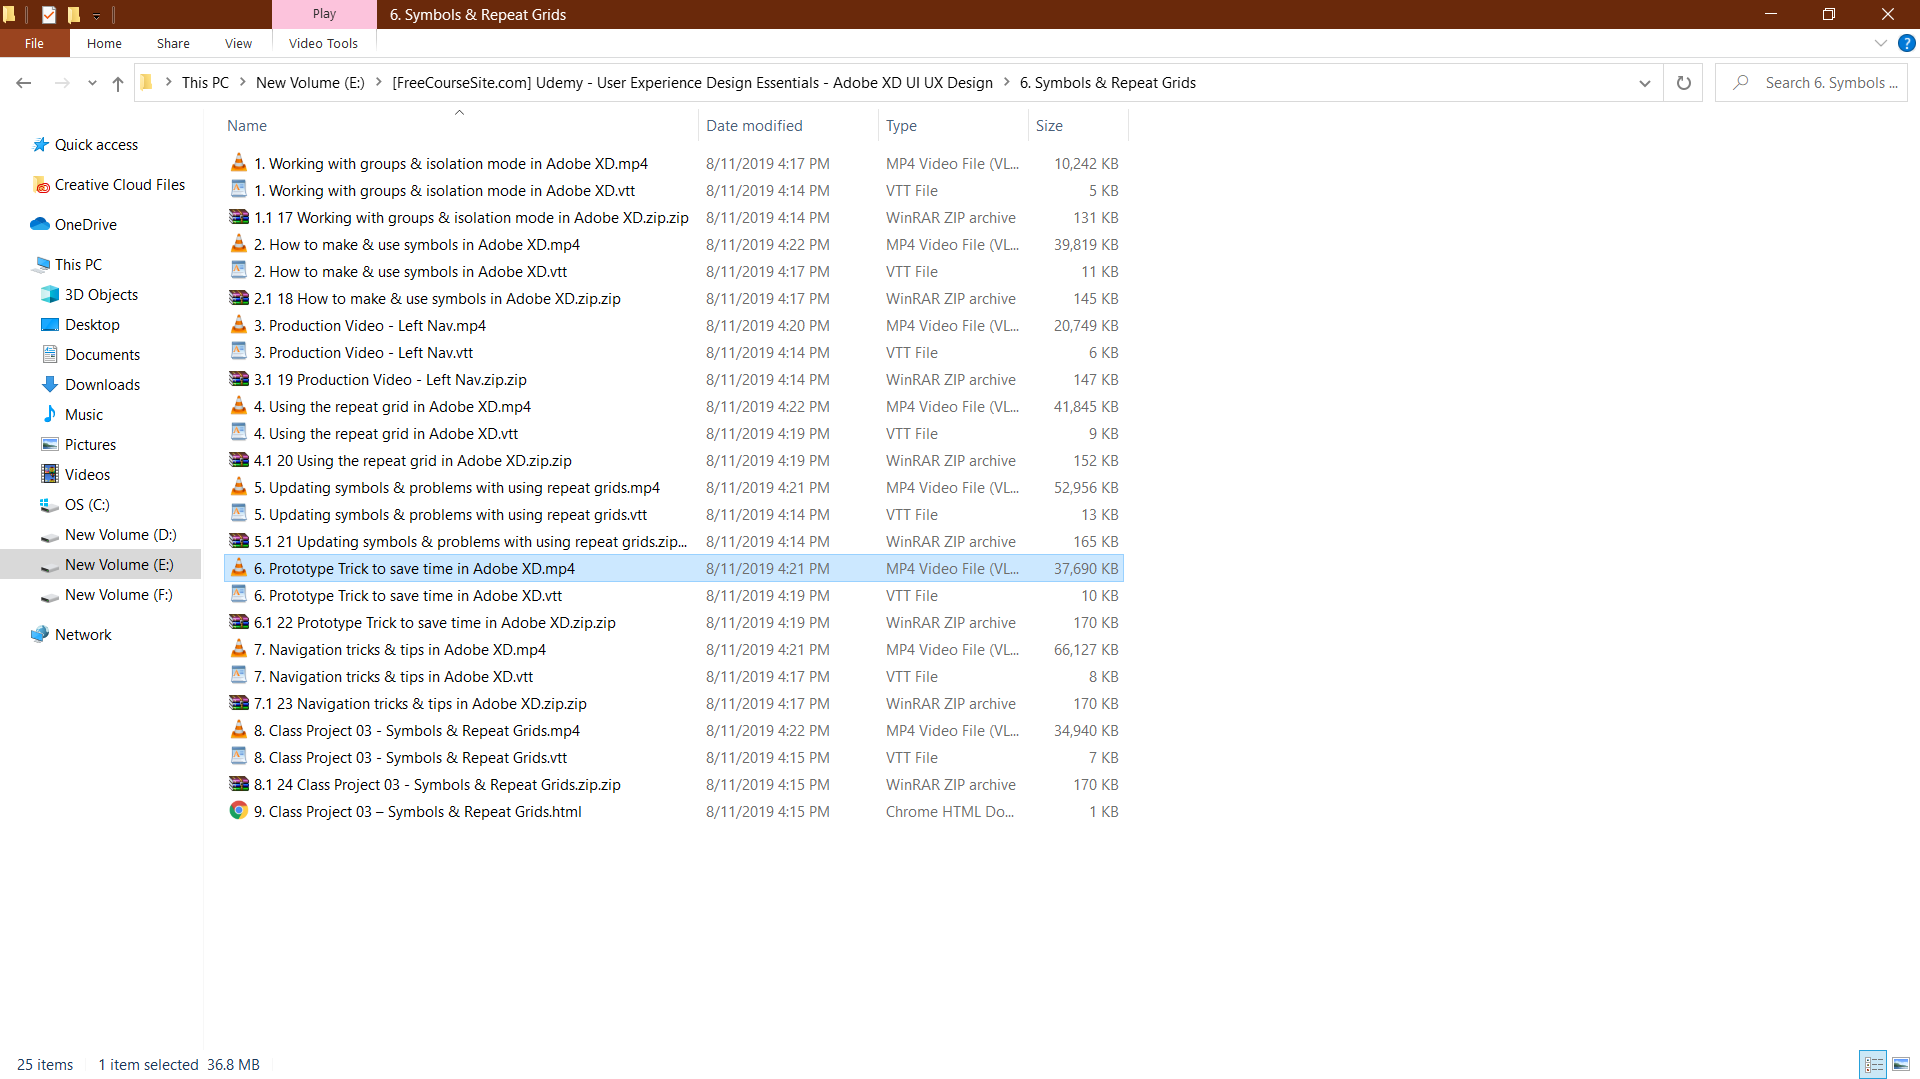 Play
6. Symbols & Repeat Grids
File
Home
Share
View
Video Tools
This PC
New Volume (E:)
[FreeCourseSite.com] Udemy - User Experience Design Essentials - Adobe XD UI UX Design
6. Symbols & Repeat Grids
Search 6. Symbols ...
Quick access
Creative Cloud Files
OneDrive
This PC
3D Objects
Desktop
Documents
Downloads
Music
Pictures
Videos
OS (C:)
New Volume (D:)
New Volume (E:)
New Volume (F:)
Network
Name Date modified Type Size
1. Working with groups & isolation mode in Adobe XD.mp4 8/11/2019 4:17 PM MP4 Video File (VL... 10,242 KB
1. Working with groups & isolation mode in Adobe XD.vtt 8/11/2019 4:14 PM VTT File 5 KB
1.1 17 Working with groups & isolation mode in Adobe XD.zip.zip 8/11/2019 4:14 PM WinRAR ZIP archive 131 KB
2. How to make & use symbols in Adobe XD.mp4 8/11/2019 4:22 PM MP4 Video File (VL... 39,819 KB
2. How to make & use symbols in Adobe XD.vtt 8/11/2019 4:17 PM VTT File 11 KB
2.1 18 How to make & use symbols in Adobe XD.zip.zip 8/11/2019 4:17 PM WinRAR ZIP archive 145 KB
3. Production Video - Left Nav.mp4 8/11/2019 4:20 PM MP4 Video File (VL... 20,749 KB
3. Production Video - Left Nav.vtt 8/11/2019 4:14 PM VTT File 6 KB
3.1 19 Production Video - Left Nav.zip.zip 8/11/2019 4:14 PM WinRAR ZIP archive 147 KB
4. Using the repeat grid in Adobe XD.mp4 8/11/2019 4:22 PM MP4 Video File (VL... 41,845 KB
4. Using the repeat grid in Adobe XD.vtt 8/11/2019 4:19 PM VTT File 9 KB
4.1 20 Using the repeat grid in Adobe XD.zip.zip 8/11/2019 4:19 PM WinRAR ZIP archive 152 KB
5. Updating symbols & problems with using repeat grids.mp4 8/11/2019 4:21 PM MP4 Video File (VL... 52,956 KB
5. Updating symbols & problems with using repeat grids.vtt 8/11/2019 4:14 PM VTT File 13 KB
5.1 21 Updating symbols & problems with using repeat grids.zip... 8/11/2019 4:14 PM WinRAR ZIP archive 165 KB
6. Prototype Trick to save time in Adobe XD.mp4 8/11/2019 4:21 PM MP4 Video File (VL... 37,690 KB
6. Prototype Trick to save time in Adobe XD.vtt 8/11/2019 4:19 PM VTT File 10 KB
6.1 22 Prototype Trick to save time in Adobe XD.zip.zip 8/11/2019 4:19 PM WinRAR ZIP archive 170 KB
7. Navigation tricks & tips in Adobe XD.mp4 8/11/2019 4:21 PM MP4 Video File (VL... 66,127 KB
7. Navigation tricks & tips in Adobe XD.vtt 8/11/2019 4:17 PM VTT File 8 KB
7.1 23 Navigation tricks & tips in Adobe XD.zip.zip 8/11/2019 4:17 PM WinRAR ZIP archive 170 KB
8. Class Project 03 - Symbols & Repeat Grids.mp4 8/11/2019 4:22 PM MP4 Video File (VL... 34,940 KB
8. Class Project 03 - Symbols & Repeat Grids.vtt 8/11/2019 4:15 PM VTT File 7 KB
8.1 24 Class Project 03 - Symbols & Repeat Grids.zip.zip 8/11/2019 4:15 PM WinRAR ZIP archive 170 KB
9. Class Project 03 – Symbols & Repeat Grids.html 8/11/2019 4:15 PM Chrome HTML Do... 1 KB
25 items 1 item selected 36.8 MB